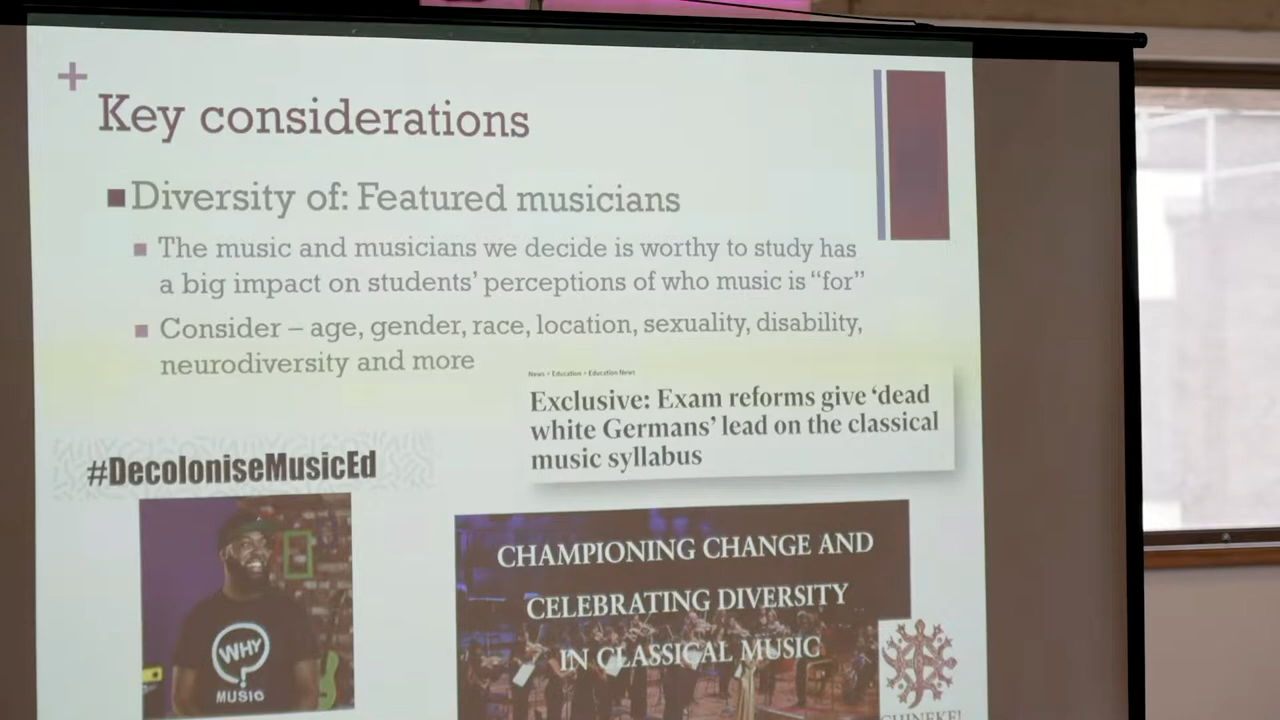 +
Key considerations
Diversity of: Featured musicians
The music and musicians we decide is worthy to study has
a big impact on students' perceptions of who music is “for”
Consider – age, gender, race, location, sexuality, disability,
neurodiversity and more
News > Education > Education News
Exclusive: Exam reforms give ‘dead
white Germans’ lead on the classical
music syllabus
#DecoloniseMusicEd
WHY
?
MUSIC
CHAMPIONING CHANGE AND
CELEBRATING DIVERSITY
IN CLASSICAL MUSIC
CHINEKE!